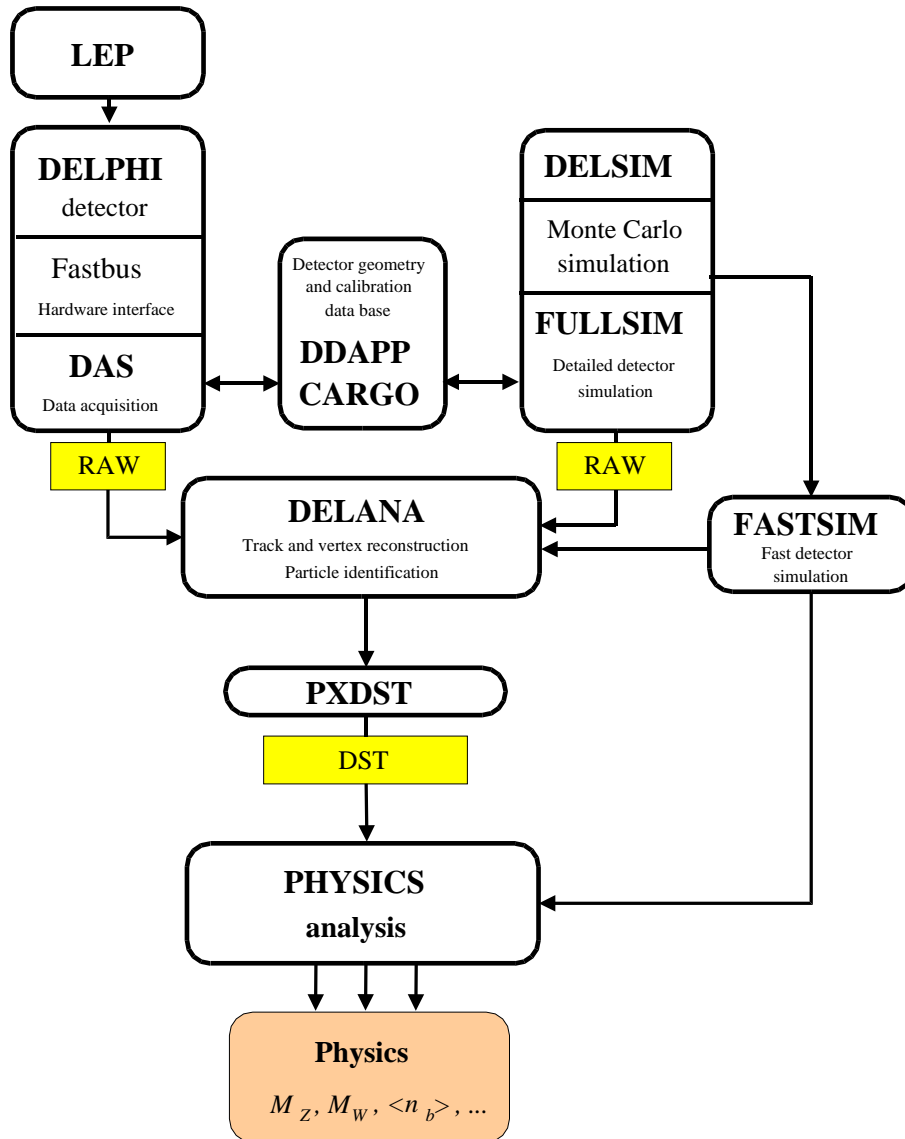 LEP
DELPHI
detector
Fastbus
Hardware interface
DAS
Data acquisition
RAW
Detector geometry
and calibration
data base
DDAPP
CARGO
DELSIM
Monte Carlo
simulation
FULLSIM
Detailed detector
simulation
RAW
DELANA
Track and vertex reconstruction
Particle identification
FASTSIM
Fast detector
simulation
PXDST
DST
PHYSICS
analysis
Physics
M_Z, M_W, <n_b>, ...